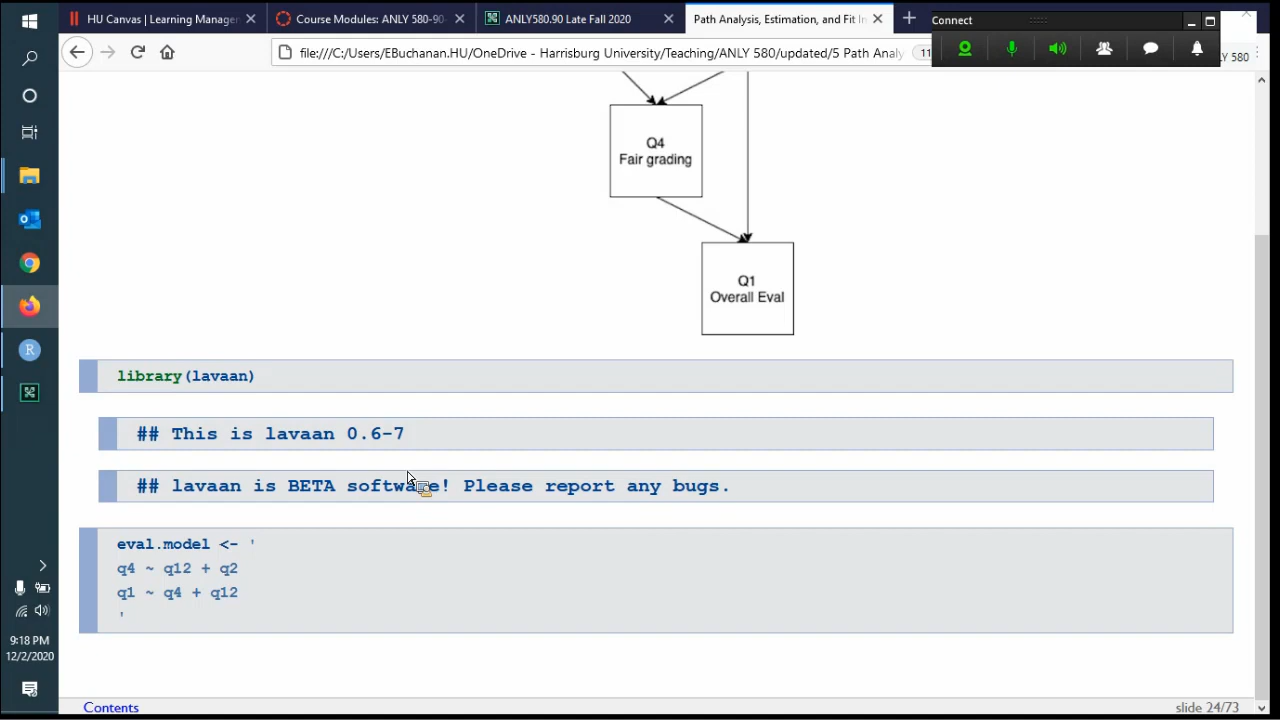 HU Canvas | Learning Manage
Course Modules: ANLY 580-90-
ANLY580.90 Late Fall 2020
Path Analysis, Estimation, and Fit In
Connect
file:///C:/Users/EBuchanan.HU/OneDrive - Harrisburg University/Teaching/ANLY 580/updated/5 Path Analy
11
LY 580
Q4
Fair grading
Q1
Overall Eval
library(lavaan)
## This is lavaan 0.6-7
## lavaan is BETA software! Please report any bugs.
eval.model <- '
q4 ~ q12 + q2
q1 ~ q4 + q12
'
9:18 PM
12/2/2020
Contents
slide 24/73